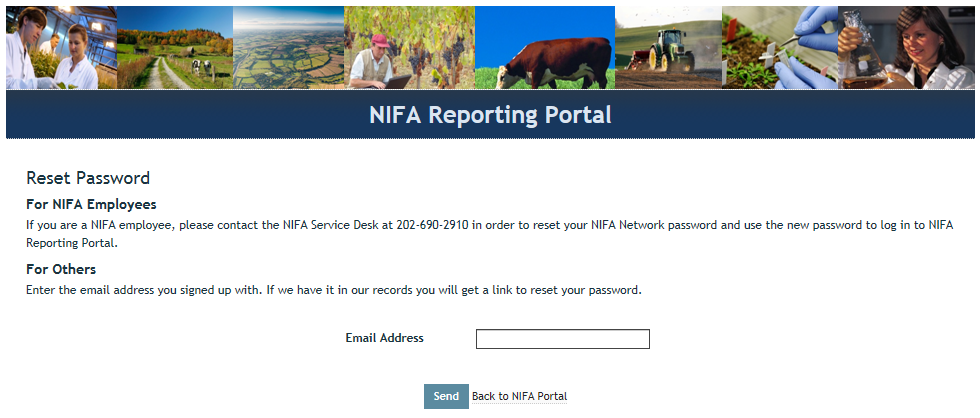 NIFA Reporting Portal
Reset Password
For NIFA Employees
If you are a NIFA employee, please contact the NIFA Service Desk at 202-690-2910 in order to reset your NIFA Network password and use the new password to log in to NIFA
Reporting Portal.
For Others
Enter the email address you signed up with. If we have it in our records you will get a link to reset your password.
Email Address
Send Back to NIFA Portal